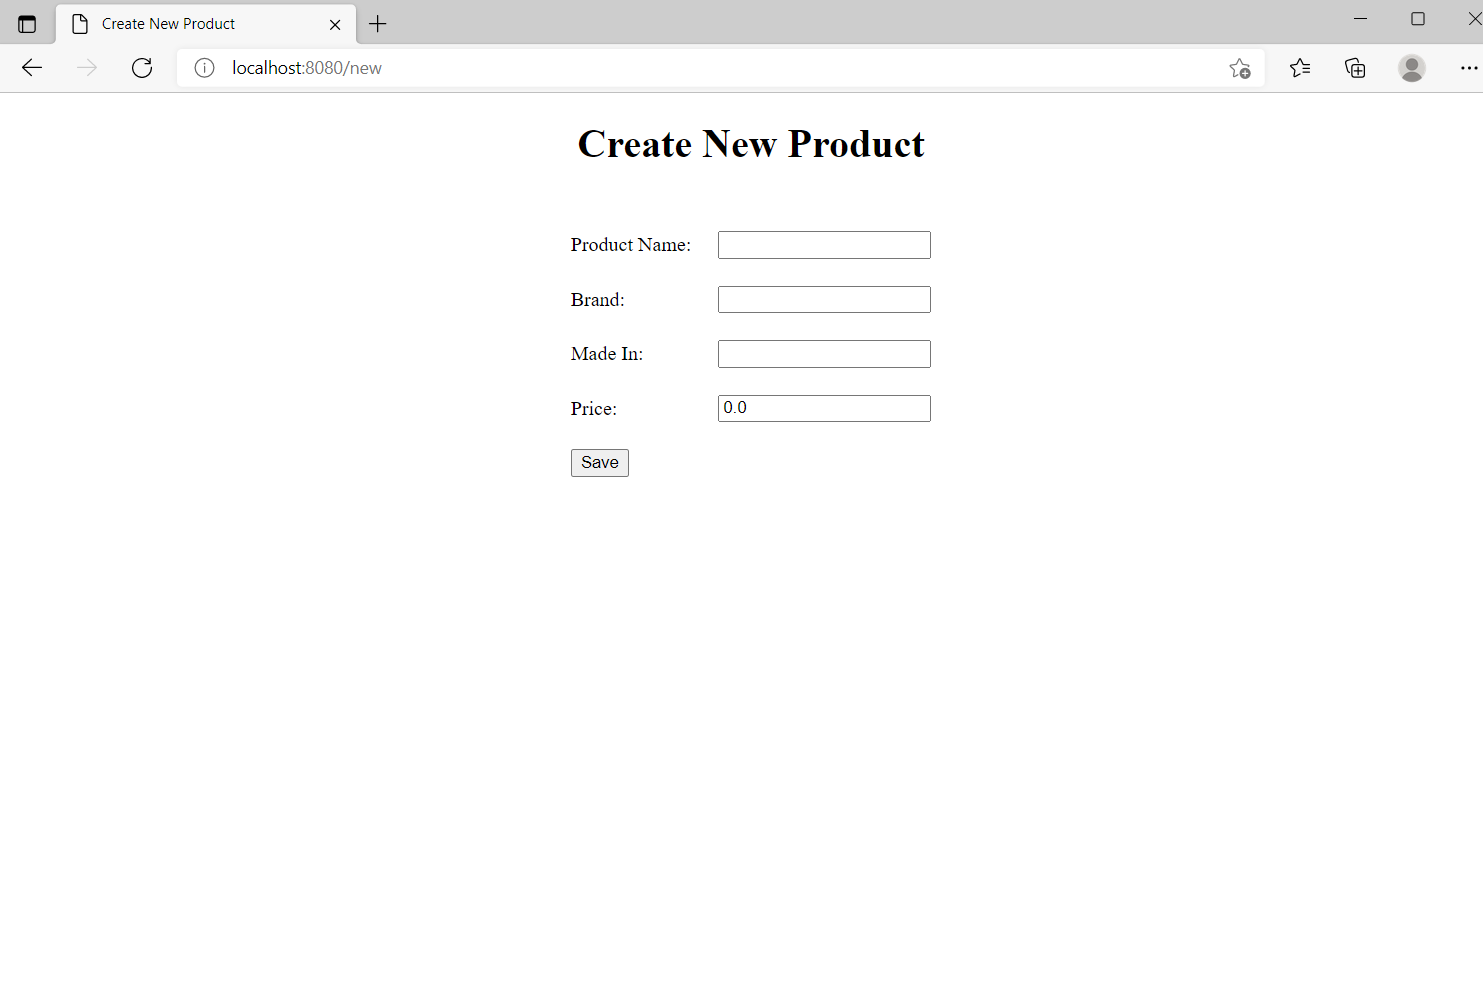 Create New Product
localhost:8080/new
Create New Product
Product Name:
Brand:
Made In:
Price: 0.0
Save